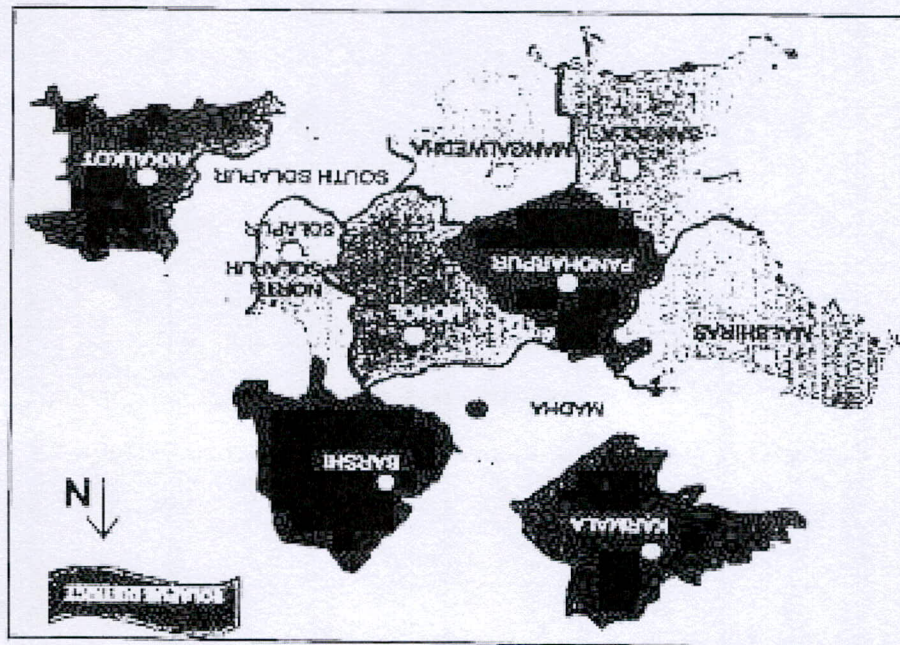 SOLAPUR DISTRICT
KARMALA
N
BARSHI
MADHA
MALSHIRAS
MOHOL
NORTH
SOLAPUR
PANDHARPUR
SOLAPUR
SOUTH SOLAPUR
AKKALKOT
SANGOLA
MANGALWEDHA